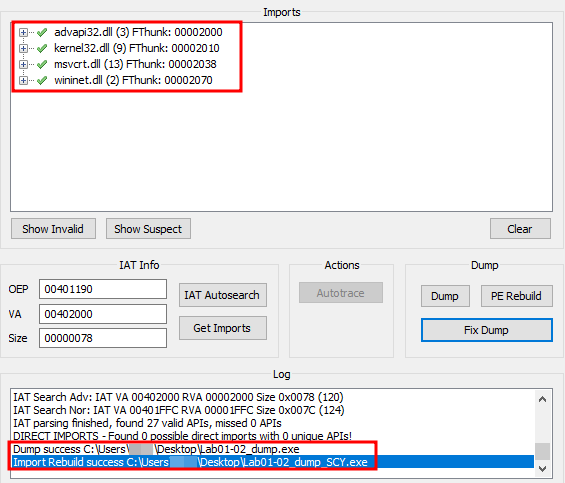 Imports
advapi32.dll (3) FThunk: 00002000
kernel32.dll (9) FThunk: 00002010
msvcrt.dll (13) FThunk: 00002038
wininet.dll (2) FThunk: 00002070
Show Invalid
Show Suspect
Clear
IAT Info
Actions
Dump
OEP
00401190
IAT Autosearch
Autotrace
Dump
PE Rebuild
VA
00402000
Size
00000078
Get Imports
Fix Dump
Log
IAT Search Adv: IAT VA 00402000 RVA 00002000 Size 0x0078 (120)
IAT Search Nor: IAT VA 00401FFC RVA 00001FFC Size 0x007C (124)
IAT parsing finished, found 27 valid APIs, missed 0 APIs
DIRECT IMPORTS - Found 0 possible direct imports with 0 unique APIs!
Dump success C:\Users\ \Desktop\Lab01-02_dump.exe
Import Rebuild success C:\Users \Desktop\Lab01-02_dump_SCY.exe